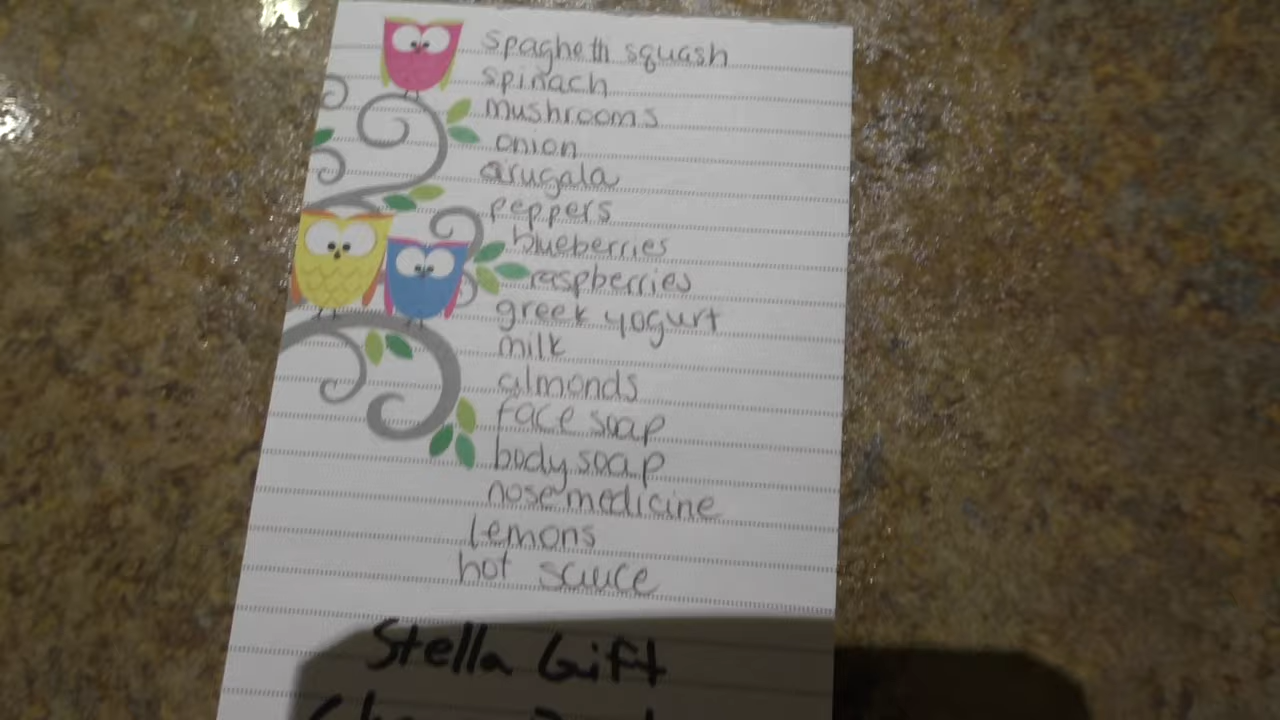 spaghetti squash
spinach
mushrooms
onion
arugala
peppers
blueberries
raspberries
greek yogurt
milk
almonds
face soap
body soap
nose medicine
lemons
hot sauce
Stella Gift